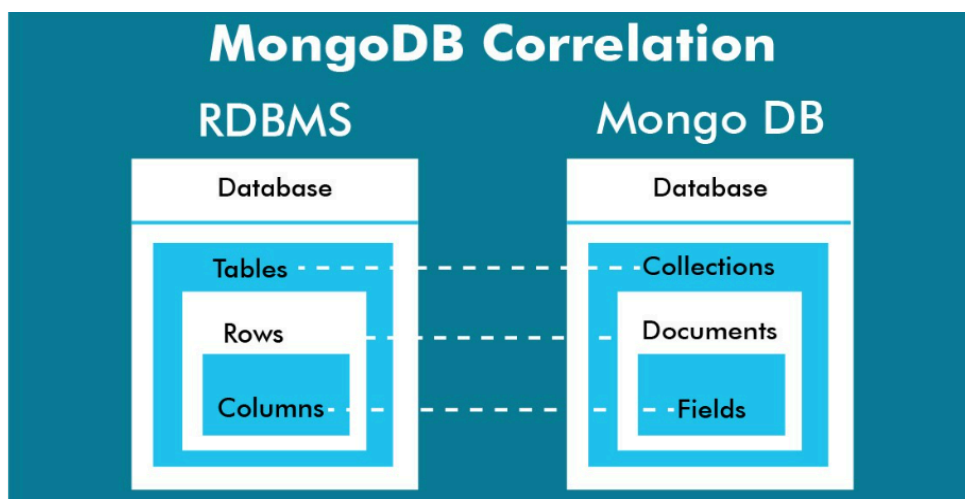 MongoDB Correlation
RDBMS
Mongo DB
Database
Database
Tables
Collections
Rows
Documents
Columns
Fields